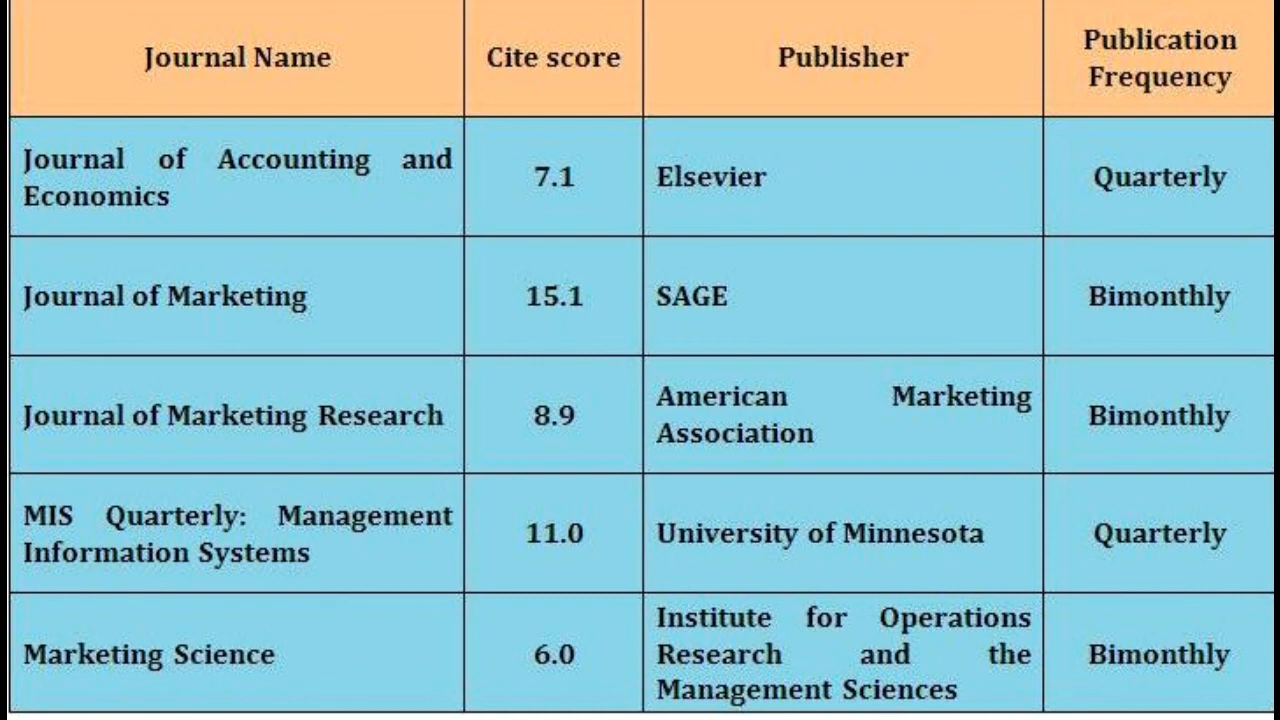 Journal Name
Cite score
Publisher
Publication
Frequency
Journal of Accounting and
Economics
7.1
Elsevier
Quarterly
Journal of Marketing
15.1
SAGE
Bimonthly
Journal of Marketing Research
8.9
American Marketing
Association
Bimonthly
MIS Quarterly: Management
Information Systems
11.0
University of Minnesota
Quarterly
Marketing Science
6.0
Institute for Operations
Research and the
Management Sciences
Bimonthly